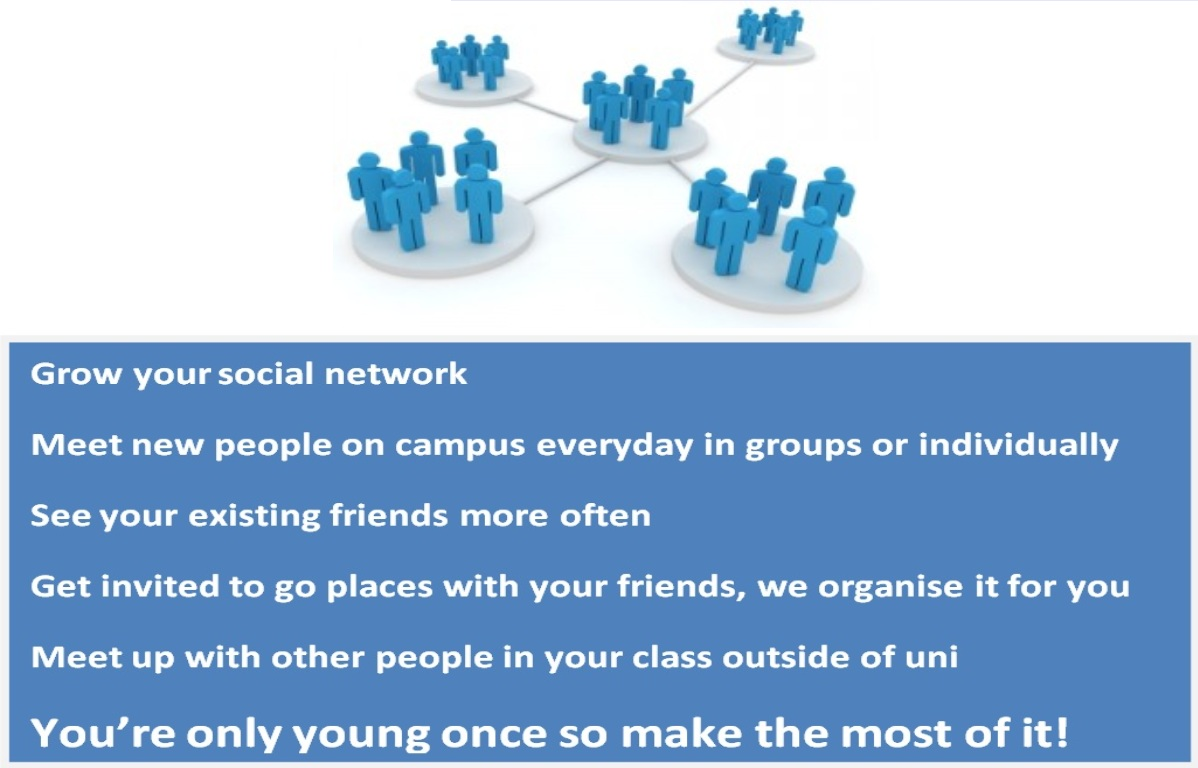 Grow your social network
Meet new people on campus everyday in groups or individually
See your existing friends more often
Get invited to go places with your friends, we organise it for you
Meet up with other people in your class outside of uni
You’re only young once so make the most of it!